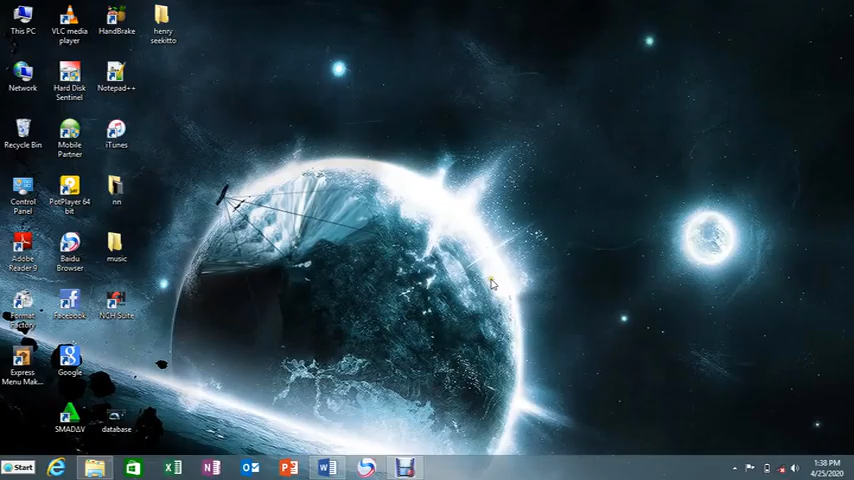 This PC
VLC media
player
HandBrake
henry
seekitto
Network
Hard Disk
Sentinel
Notepad++
Recycle Bin
Mobile
Partner
iTunes
Control
Panel
PotPlayer 64
bit
nn
Adobe
Reader 9
Baidu
Browser
music
Format
Factory
Facebook
NCH Suite
Express
Menu Mak...
Google
SMADΔV
database
Start
1:38 PM
4/25/2020